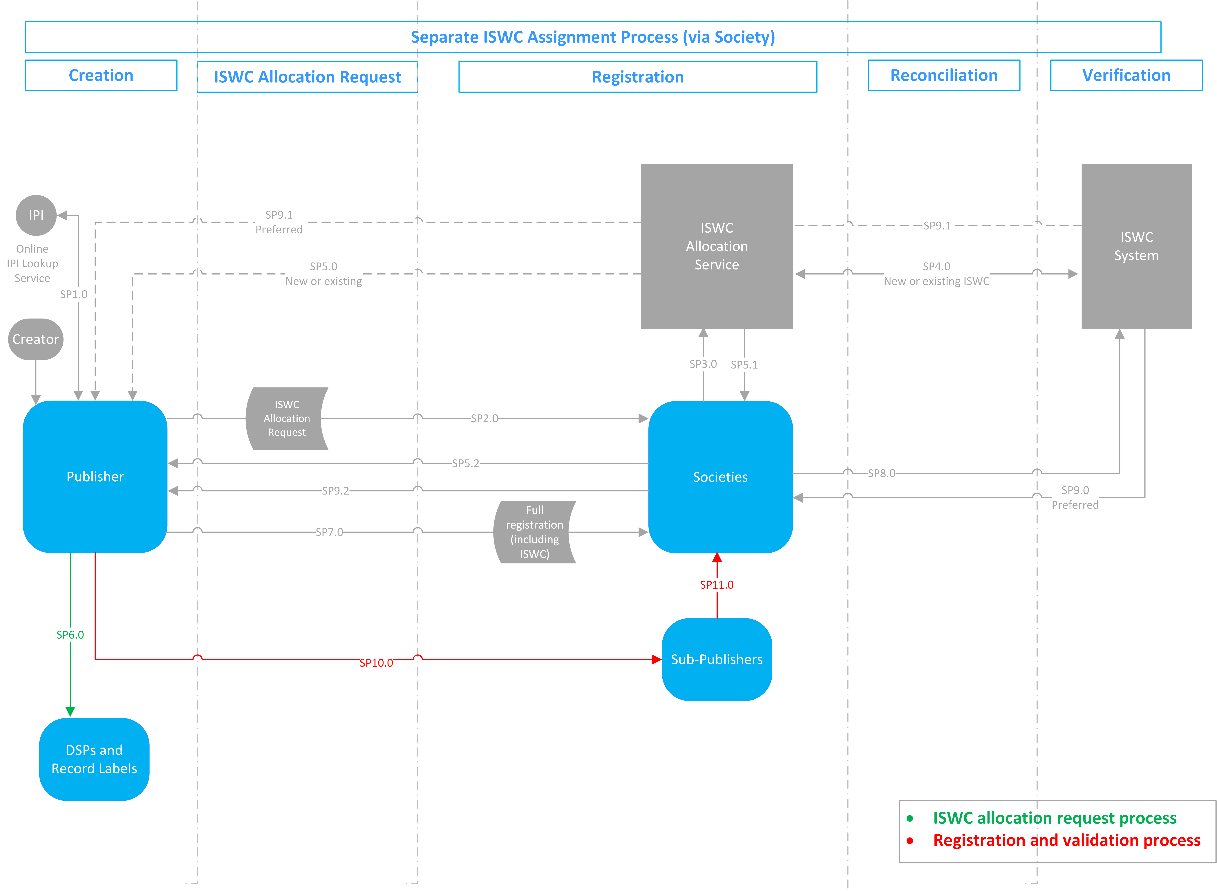 Separate ISWC Assignment Process (via Society)
Creation
ISWC Allocation Request
Registration
Reconciliation
Verification
IPI
Online
IPI Lookup
Service
SP1.0
Creator
SP9.1
Preferred
SP5.0
New or existing
ISWC
Allocation
Service
SP9.1
SP4.0
New or existing ISWC
ISWC
System
SP3.0
SP5.1
ISWC
Allocation
Request
SP2.0
Publisher
SP5.2
SP9.2
Societies
SP8.0
SP9.0
Preferred
SP7.0
Full
registration
(including
ISWC)
SP11.0
SP6.0
SP10.0
Sub-Publishers
DSPs and
Record Labels
• ISWC allocation request process
• Registration and validation process